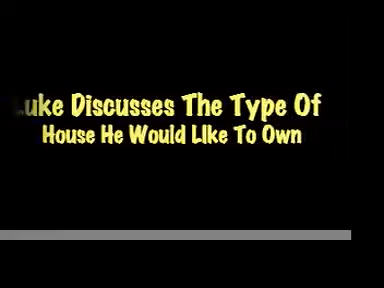 Luke Discusses The Type Of
House He Would LIke To Own